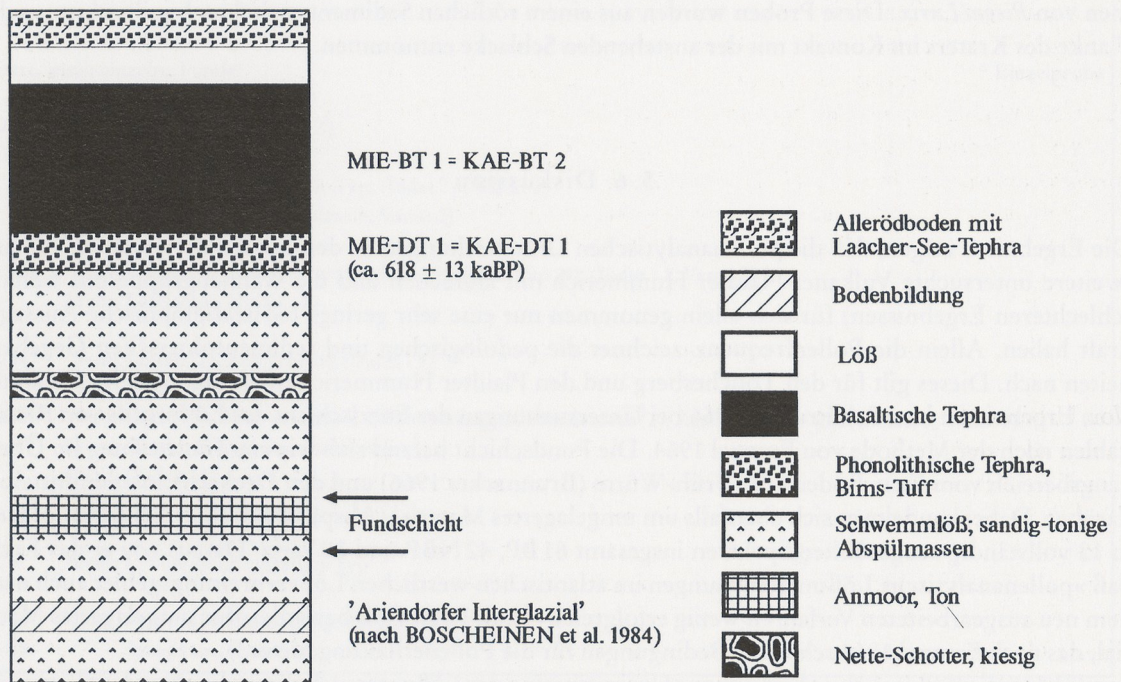 MIE-BT 1 = KAE-BT 2
MIE-DT 1 = KAE-DT 1
(ca. 618 ± 13 kaBP)
Fundschicht
'Ariendorfer Interglazial'
(nach BOSCHEINEN et al. 1984)
Allerödboden mit
Laacher-See-Tephra
Bodenbildung
Löß
Basaltische Tephra
Phonolithische Tephra,
Bims-Tuff
Schwemmlöß; sandig-tonige
Abspülmassen
Anmoor, Ton
Nette-Schotter, kiesig